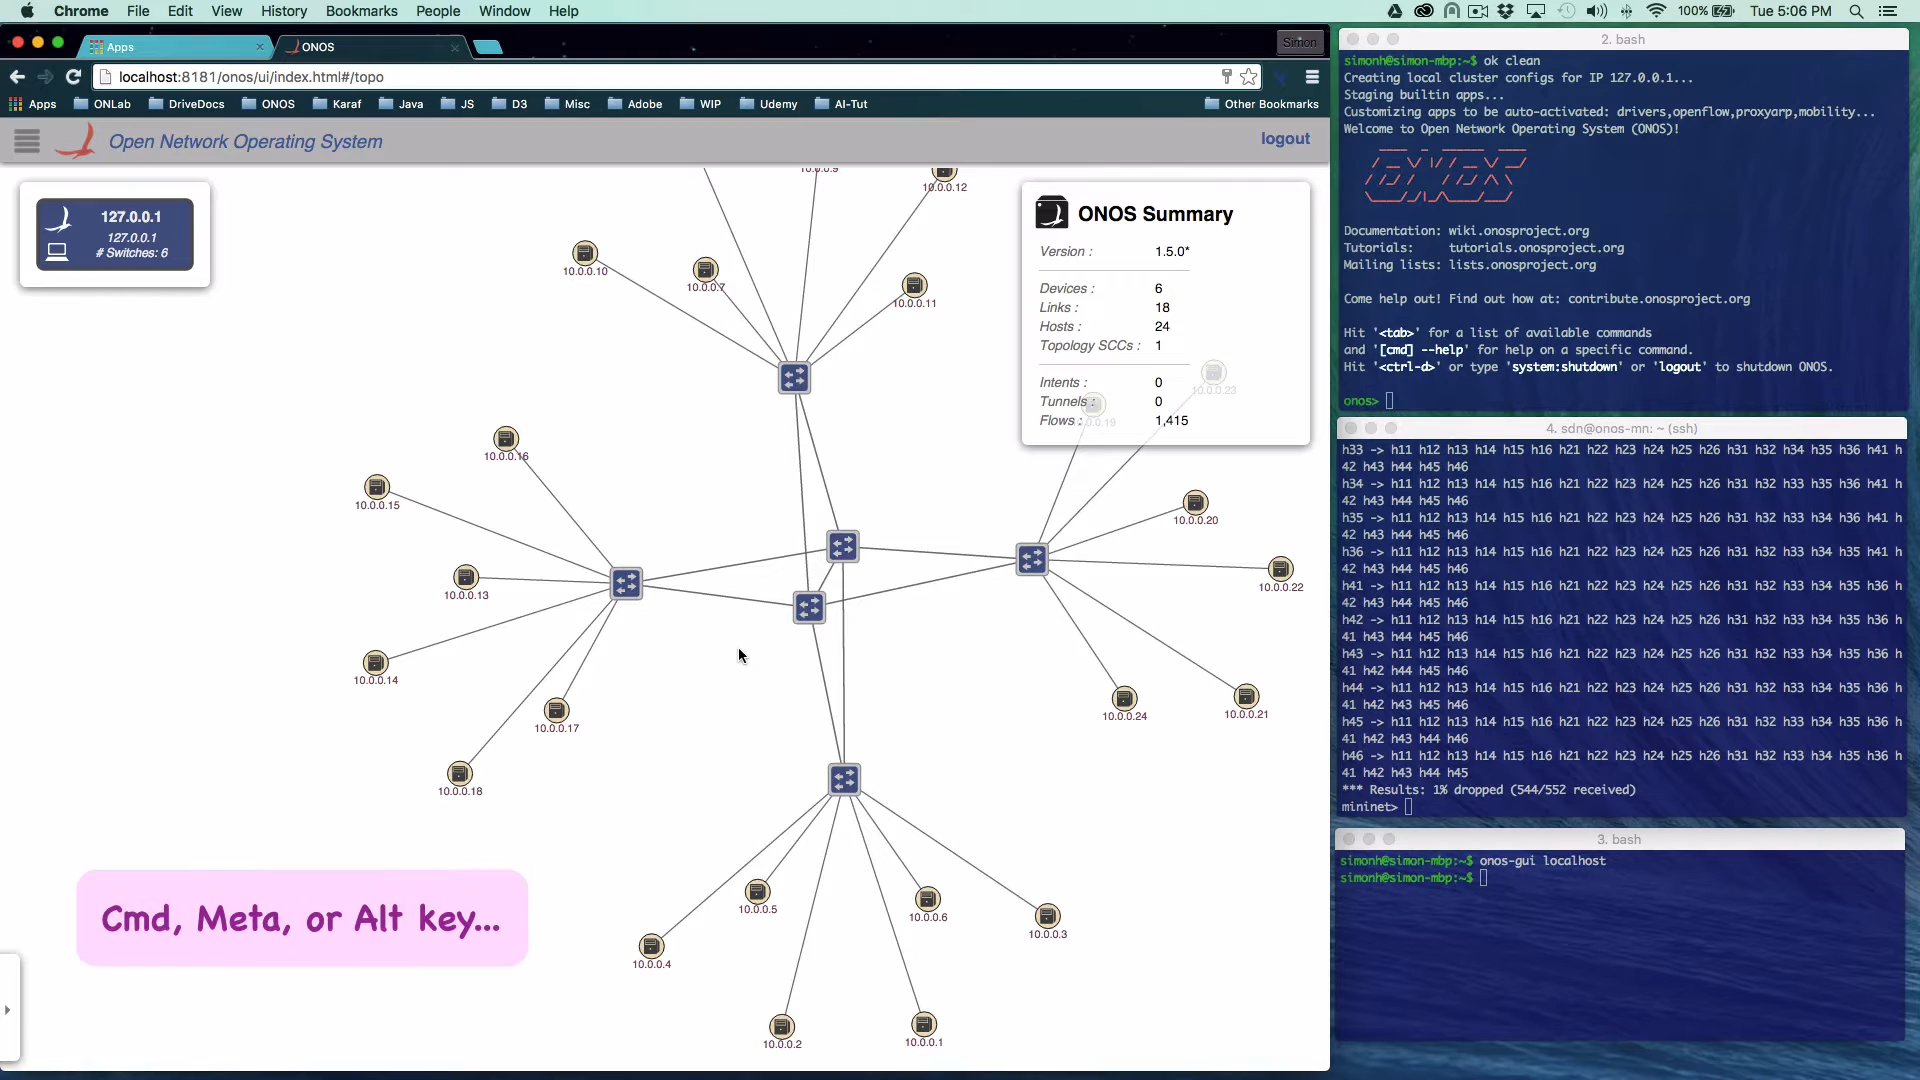 Chrome File Edit View History Bookmarks People Window Help
100% Tue 5:06 PM
Apps
ONOS
Simon
localhost:8181/onos/ui/index.html#/topo
Apps ONLab DriveDocs ONOS Karaf Java JS D3 Misc Adobe WIP Udemy AI-Tut Other Bookmarks
Open Network Operating System
logout
127.0.0.1
127.0.0.1
# Switches: 6
ONOS Summary
Version : 1.5.0*
Devices : 6
Links : 18
Hosts : 24
Topology SCCs : 1
Intents : 0
Tunnels : 0
Flows : 1,415
10.0.0.9
10.0.0.12
10.0.0.10
10.0.0.7
10.0.0.11
10.0.0.23
10.0.0.19
10.0.0.16
10.0.0.15
10.0.0.20
10.0.0.22
10.0.0.13
10.0.0.14
10.0.0.24
10.0.0.21
10.0.0.17
10.0.0.18
10.0.0.5
10.0.0.6
10.0.0.3
10.0.0.4
10.0.0.2
10.0.0.1
Cmd, Meta, or Alt key...
2. bash
simonh@simon-mbp:~$ ok clean
Creating local cluster configs for IP 127.0.0.1...
Staging builtin apps...
Customizing apps to be auto-activated: drivers,openflow,proxyarp,mobility...
Welcome to Open Network Operating System (ONOS)!
Documentation: wiki.onosproject.org
Tutorials: tutorials.onosproject.org
Mailing lists: lists.onosproject.org
Come help out! Find out how at: contribute.onosproject.org
Hit '<tab>' for a list of available commands
and '[cmd] --help' for help on a specific command.
Hit '<ctrl-d>' or type 'system:shutdown' or 'logout' to shutdown ONOS.
onos>
4. sdn@onos-mn: ~ (ssh)
h33 -> h11 h12 h13 h14 h15 h16 h21 h22 h23 h24 h25 h26 h31 h32 h34 h35 h36 h41 h
42 h43 h44 h45 h46
h34 -> h11 h12 h13 h14 h15 h16 h21 h22 h23 h24 h25 h26 h31 h32 h33 h35 h36 h41 h
42 h43 h44 h45 h46
h35 -> h11 h12 h13 h14 h15 h16 h21 h22 h23 h24 h25 h26 h31 h32 h33 h34 h36 h41 h
42 h43 h44 h45 h46
h36 -> h11 h12 h13 h14 h15 h16 h21 h22 h23 h24 h25 h26 h31 h32 h33 h34 h35 h41 h
42 h43 h44 h45 h46
h41 -> h11 h12 h13 h14 h15 h16 h21 h22 h23 h24 h25 h26 h31 h32 h33 h34 h35 h36 h
42 h43 h44 h45 h46
h42 -> h11 h12 h13 h14 h15 h16 h21 h22 h23 h24 h25 h26 h31 h32 h33 h34 h35 h36 h
41 h43 h44 h45 h46
h43 -> h11 h12 h13 h14 h15 h16 h21 h22 h23 h24 h25 h26 h31 h32 h33 h34 h35 h36 h
41 h42 h44 h45 h46
h44 -> h11 h12 h13 h14 h15 h16 h21 h22 h23 h24 h25 h26 h31 h32 h33 h34 h35 h36 h
41 h42 h43 h45 h46
h45 -> h11 h12 h13 h14 h15 h16 h21 h22 h23 h24 h25 h26 h31 h32 h33 h34 h35 h36 h
41 h42 h43 h44 h46
h46 -> h11 h12 h13 h14 h15 h16 h21 h22 h23 h24 h25 h26 h31 h32 h33 h34 h35 h36 h
41 h42 h43 h44 h45
*** Results: 1% dropped (544/552 received)
mininet>
3. bash
simonh@simon-mbp:~$ onos-gui localhost
simonh@simon-mbp:~$